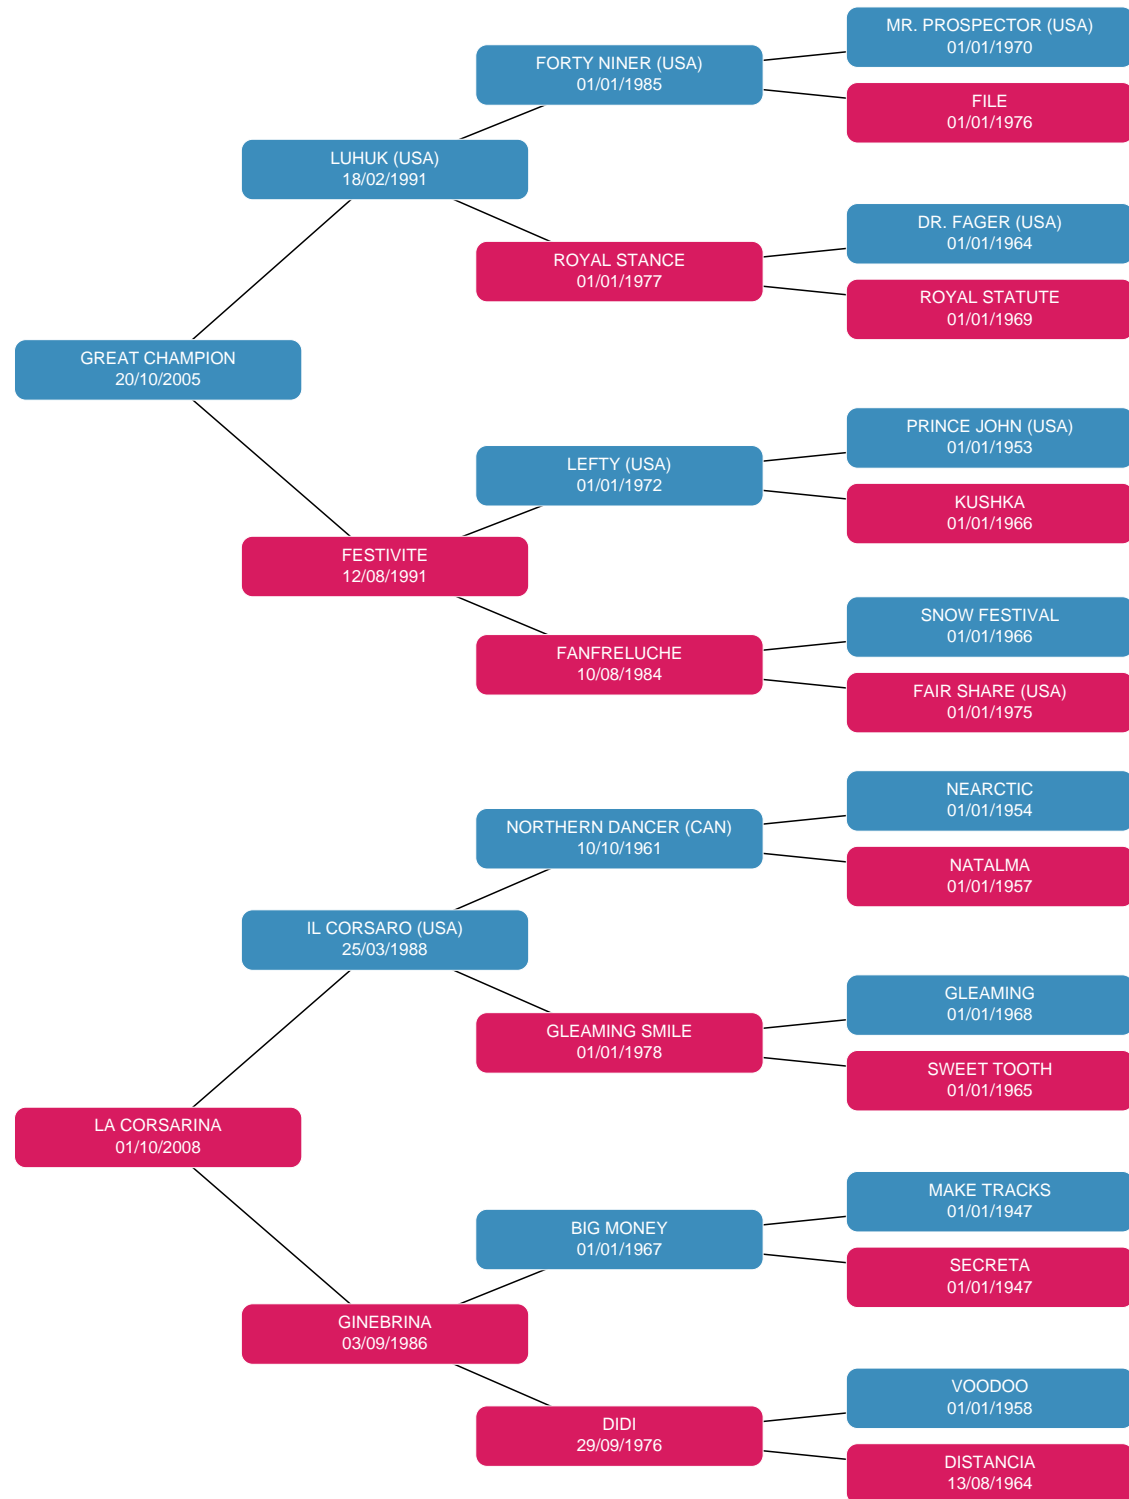 MR. PROSPECTOR (USA)
01/01/1970
FORTY NINER (USA)
01/01/1985
FILE
01/01/1976
LUHUK (USA)
18/02/1991
DR. FAGER (USA)
01/01/1964
ROYAL STANCE
01/01/1977
ROYAL STATUTE
01/01/1969
GREAT CHAMPION
20/10/2005
PRINCE JOHN (USA)
01/01/1953
LEFTY (USA)
01/01/1972
KUSHKA
01/01/1966
FESTIVITE
12/08/1991
SNOW FESTIVAL
01/01/1966
FANFRELUCHE
10/08/1984
FAIR SHARE (USA)
01/01/1975
NEARCTIC
01/01/1954
NORTHERN DANCER (CAN)
10/10/1961
NATALMA
01/01/1957
IL CORSARO (USA)
25/03/1988
GLEAMING
01/01/1968
GLEAMING SMILE
01/01/1978
SWEET TOOTH
01/01/1965
LA CORSARINA
01/10/2008
MAKE TRACKS
01/01/1947
BIG MONEY
01/01/1967
SECRETA
01/01/1947
GINEBRINA
03/09/1986
VOODOO
01/01/1958
DIDI
29/09/1976
DISTANCIA
13/08/1964